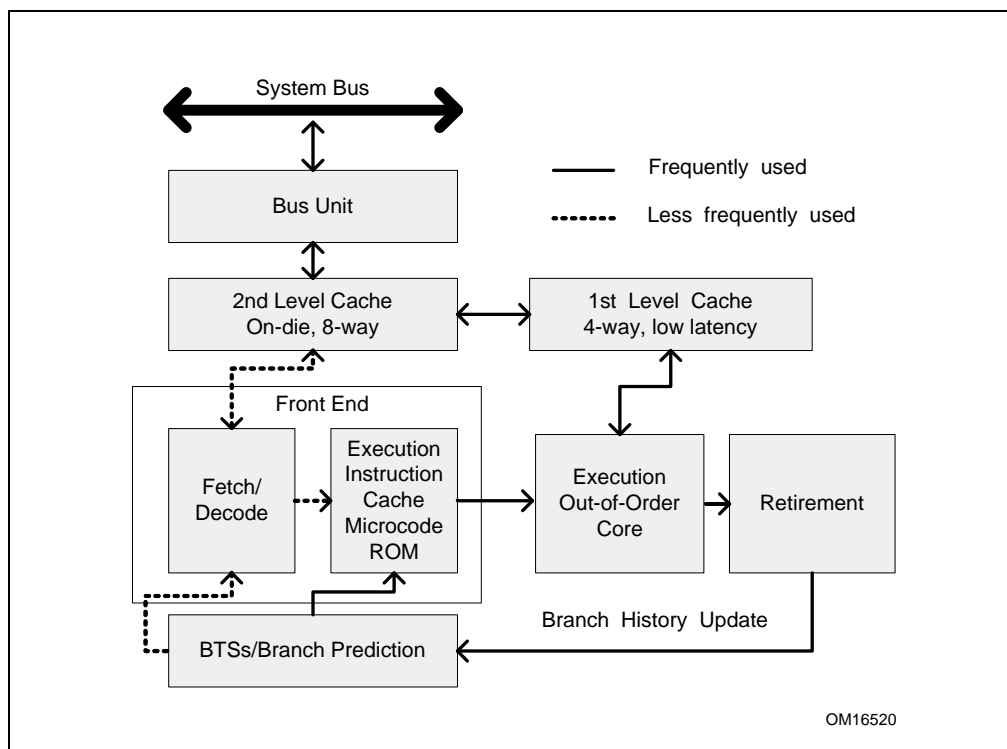 System Bus
Frequently used
Less frequently used
Bus Unit
2nd Level Cache
On-die, 8-way
1st Level Cache
4-way, low latency
Front End
Fetch/
Decode
Execution
Instruction
Cache
Microcode
ROM
Execution
Out-of-Order
Core
Retirement
Branch History Update
BTSs/Branch Prediction
OM16520